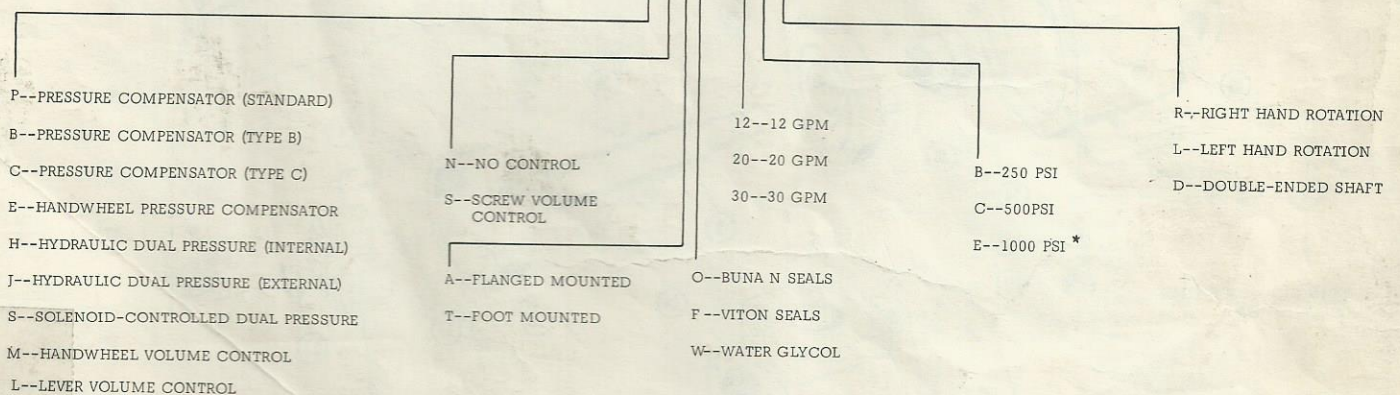 P--PRESSURE COMPENSATOR (STANDARD)
B--PRESSURE COMPENSATOR (TYPE B)
C--PRESSURE COMPENSATOR (TYPE C)
E--HANDWHEEL PRESSURE COMPENSATOR
H--HYDRAULIC DUAL PRESSURE (INTERNAL)
J--HYDRAULIC DUAL PRESSURE (EXTERNAL)
S--SOLENOID-CONTROLLED DUAL PRESSURE
M--HANDWHEEL VOLUME CONTROL
L--LEVER VOLUME CONTROL
N--NO CONTROL
S--SCREW VOLUME
CONTROL
A--FLANGED MOUNTED
T--FOOT MOUNTED
O--BUNA N SEALS
F --VITON SEALS
W--WATER GLYCOL
12--12 GPM
20--20 GPM
30--30 GPM
B--250 PSI
C--500PSI
E--1000 PSI *
R--RIGHT HAND ROTATION
L--LEFT HAND ROTATION
D--DOUBLE-ENDED SHAFT